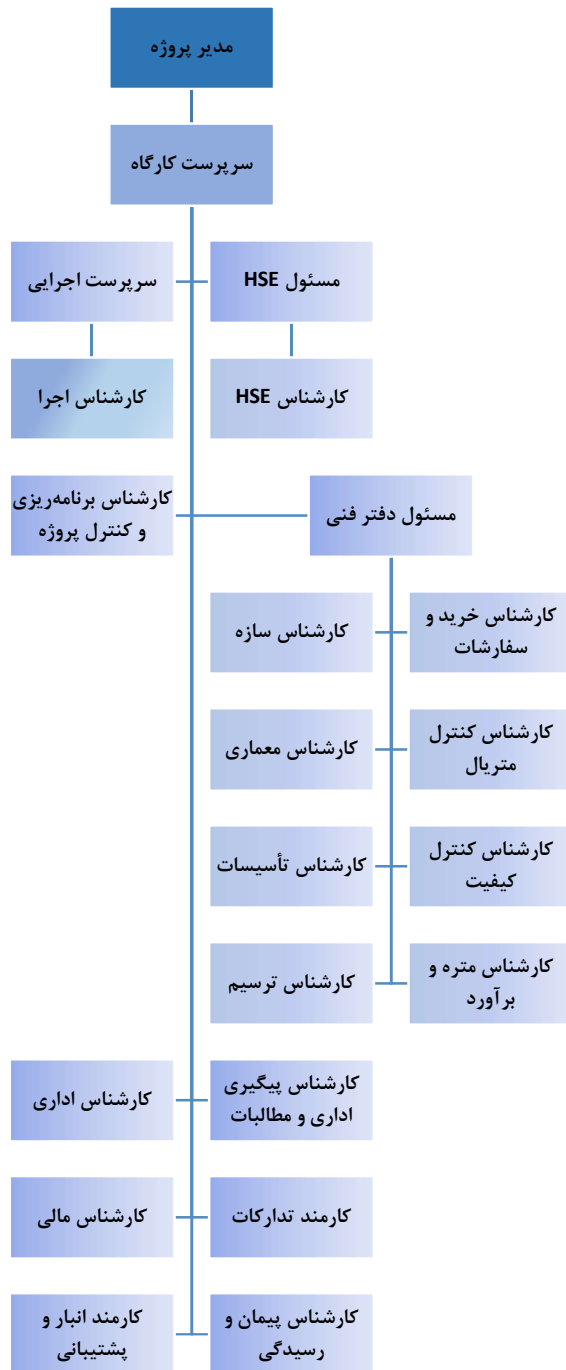 مدیر پروژه
سرپرست کارگاه
مسئول HSE
سرپرست اجرایی
کارشناس HSE
کارشناس اجرا
مسئول دفتر فنی
کارشناس برنامه‌ریزی
و کنترل پروژه
کارشناس خرید و
سفارشات
کارشناس سازه
کارشناس کنترل
متریال
کارشناس معماری
کارشناس کنترل
کیفیت
کارشناس تأسیسات
کارشناس متره و
برآورد
کارشناس ترسیم
کارشناس پیگیری
اداری و مطالبات
کارشناس اداری
کارمند تدارکات
کارشناس مالی
کارشناس پیمان و
رسیدگی
کارمند انبار و
پشتیبانی